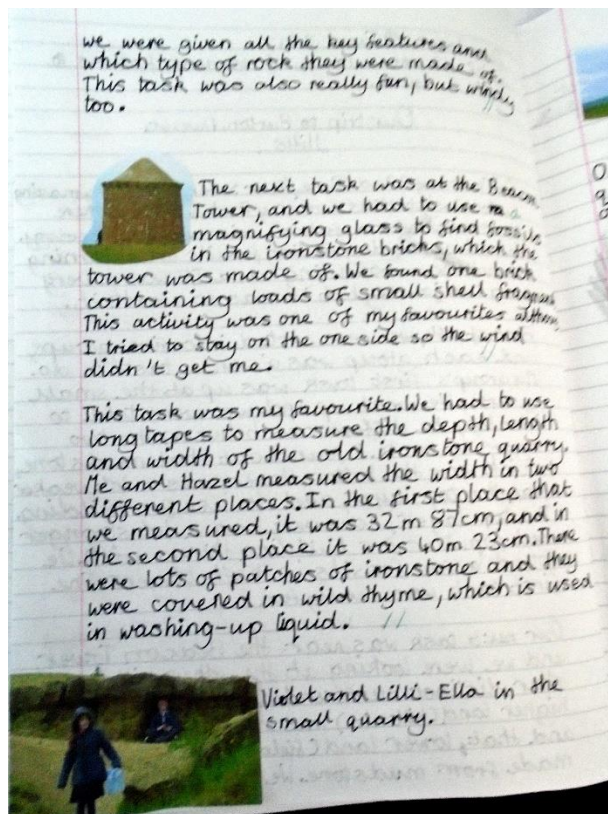 we were given all the key features and
which type of rock they were made of.
This task was also really fun, but windy
too.
The next task was at the Beacon
Tower, and we had to use a
magnifying glass to find fossils
in the ironstone bricks, which the
tower was made of. We found one brick
containing loads of small shell fragments
This activity was one of my favourites although
I tried to stay on the one side so the wind
didn't get me.
This task was my favourite. We had to use
long tapes to measure the depth, length
and width of the old ironstone quarry.
Me and Hazel measured the width in two
different places. In the first place that
we measured, it was 32m 87cm, and in
the second place it was 40m 23cm. There
were lots of patches of ironstone and they
were covered in wild thyme, which is used
in washing-up liquid.
Violet and Lilli-Ella in the
small quarry.